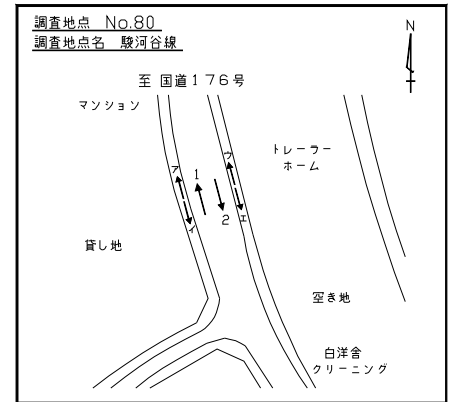 調査地点　No.80
調査地点名　駿河谷線
N
至 国道１７６号
マンション
トレーラー
ホーム
ア
1
ウ
イ
2
エ
貸し地
空き地
白洋舎
クリーニング